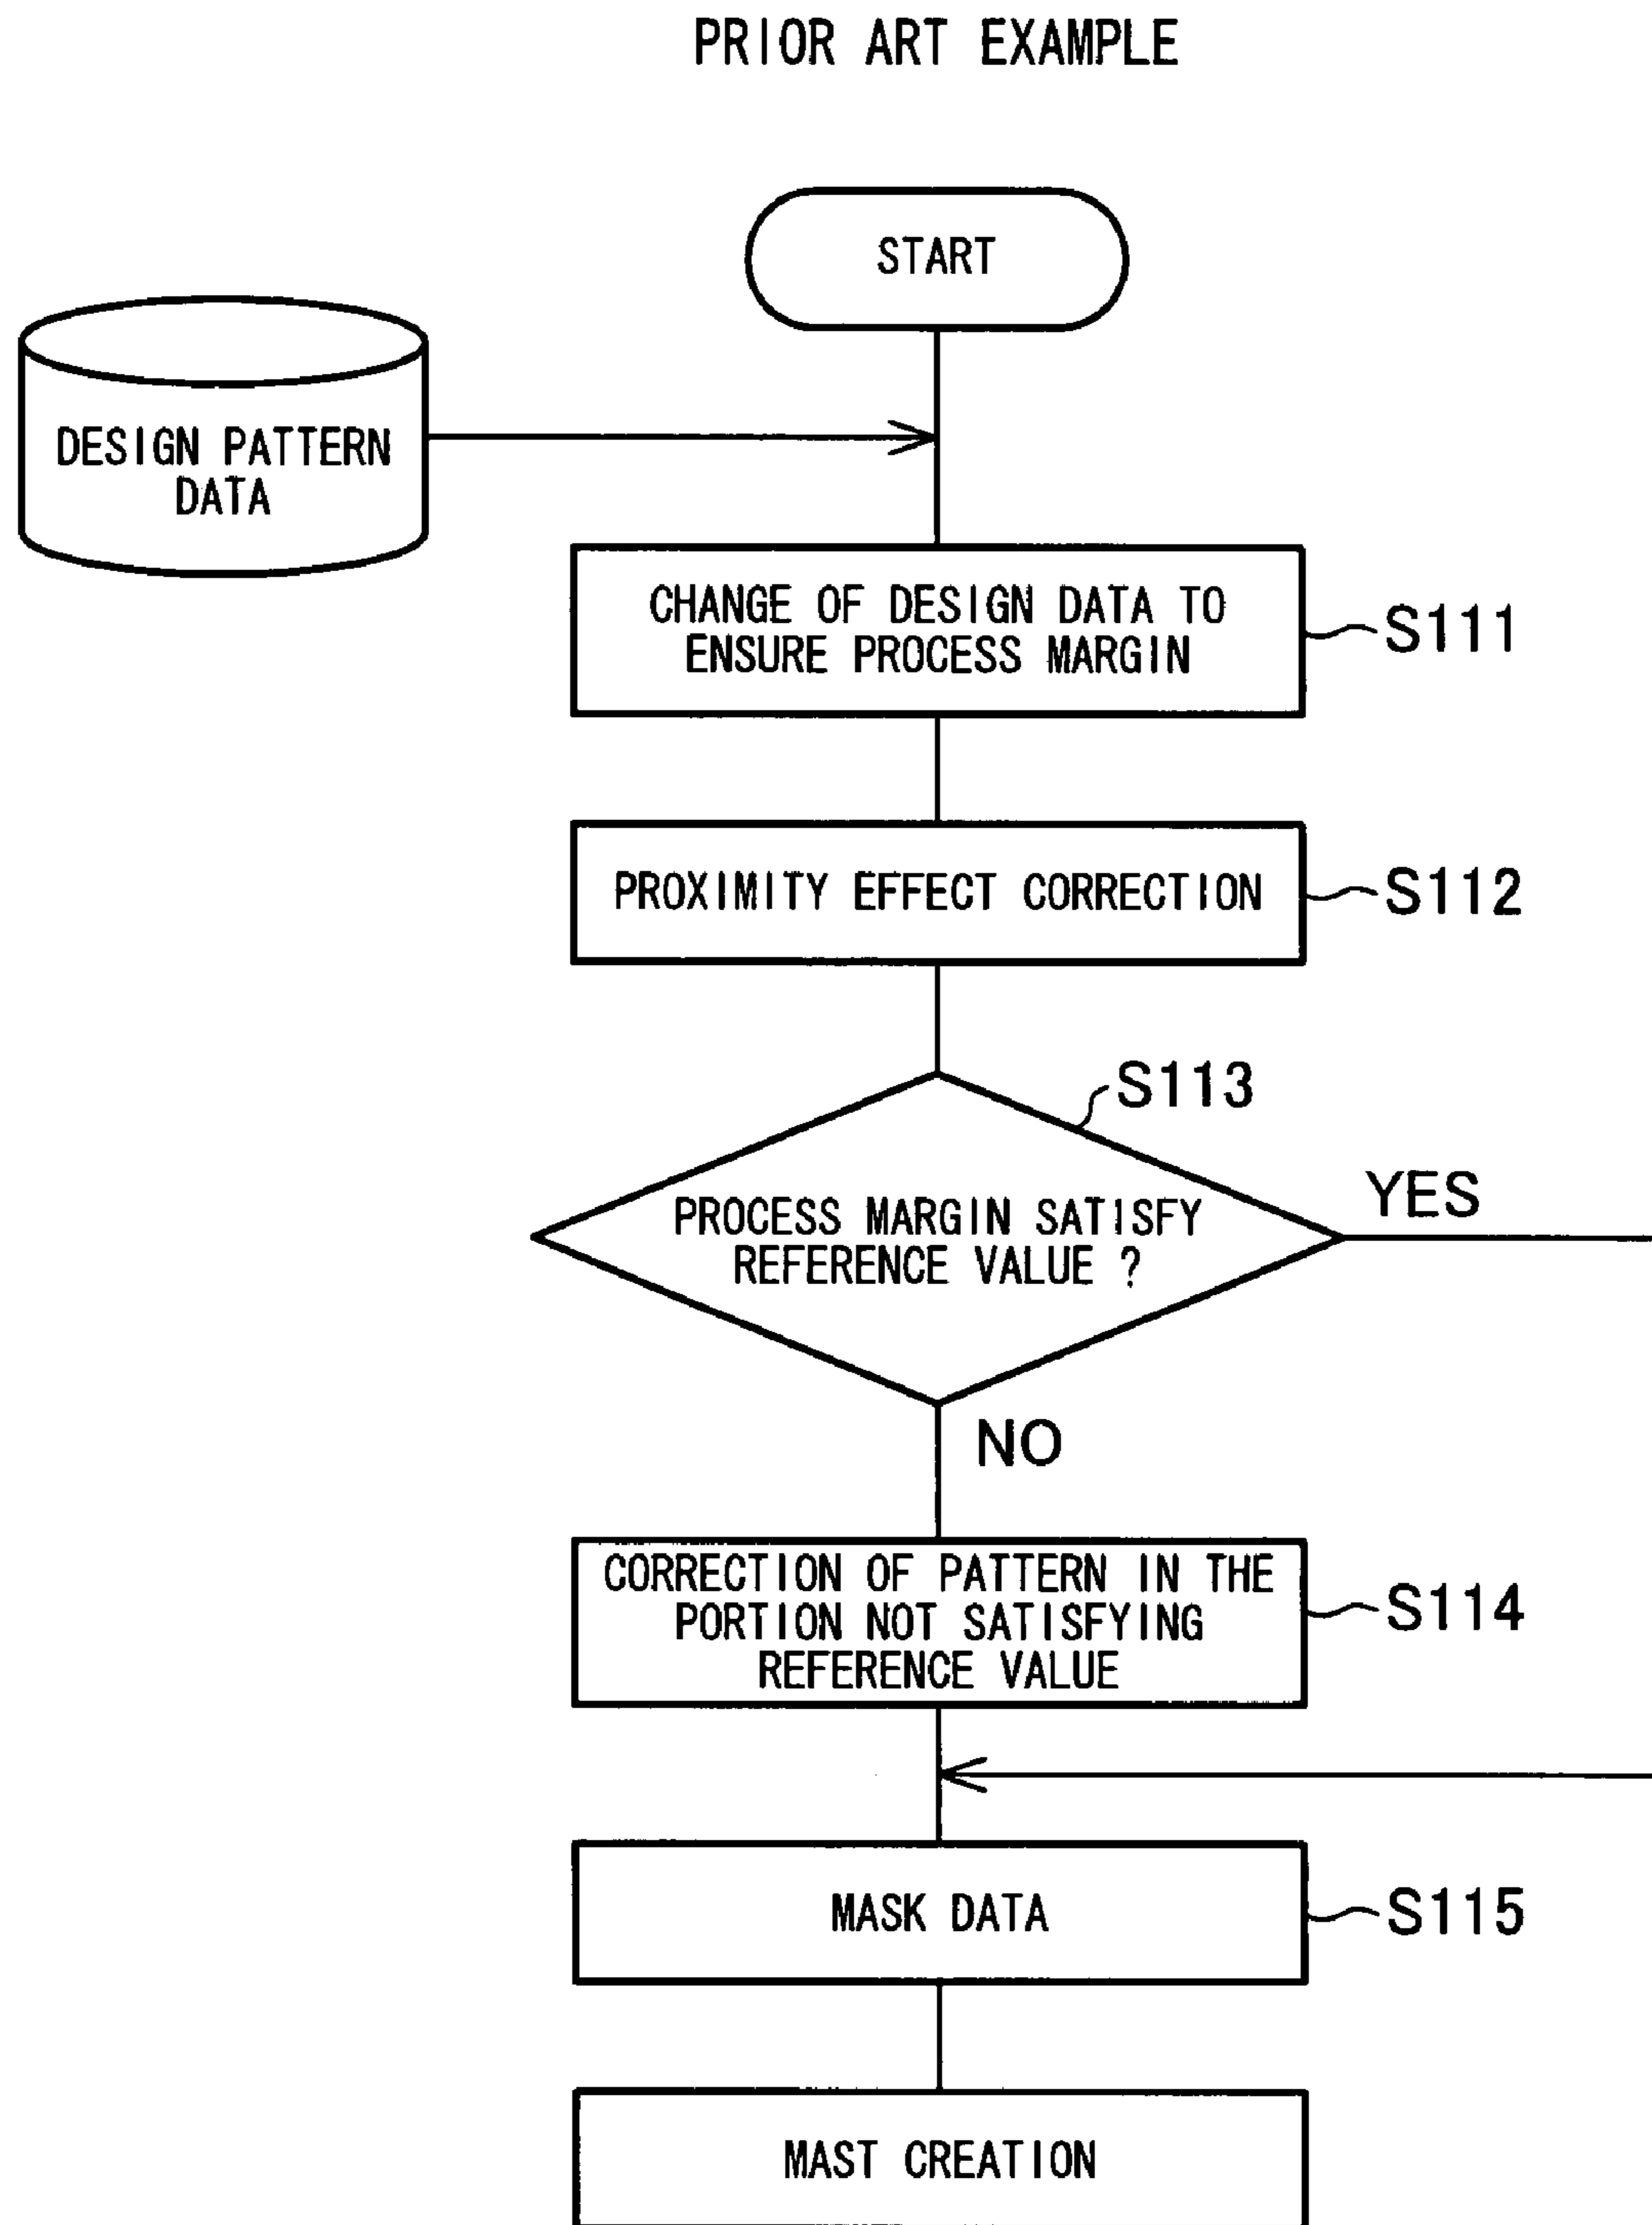 PRIOR ART EXAMPLE
START
DESIGN PATTERN
DATA
CHANGE OF DESIGN DATA TO
ENSURE PROCESS MARGIN
S111
PROXIMITY EFFECT CORRECTION
S112
S113
PROCESS MARGIN SATISFY
REFERENCE VALUE ?
YES
NO
CORRECTION OF PATTERN IN THE
PORTION NOT SATISFYING
REFERENCE VALUE
S114
MASK DATA
S115
MAST CREATION